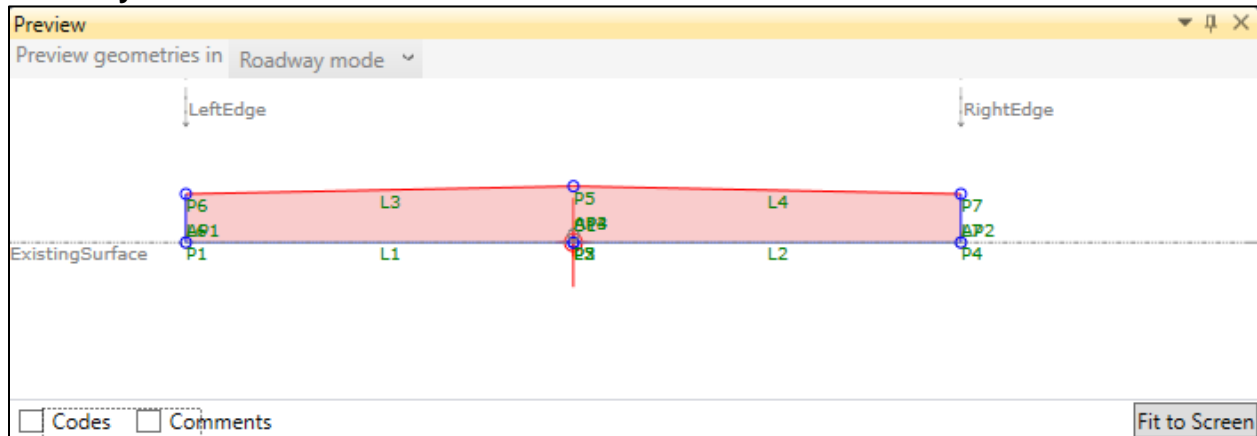 Preview
Preview geometries in Roadway mode
LeftEdge RightEdge
P6 L3 P5 L4 P7
AP2
ExistingSurface P1 L1 L2 P4
Codes Comments Fit to Screen